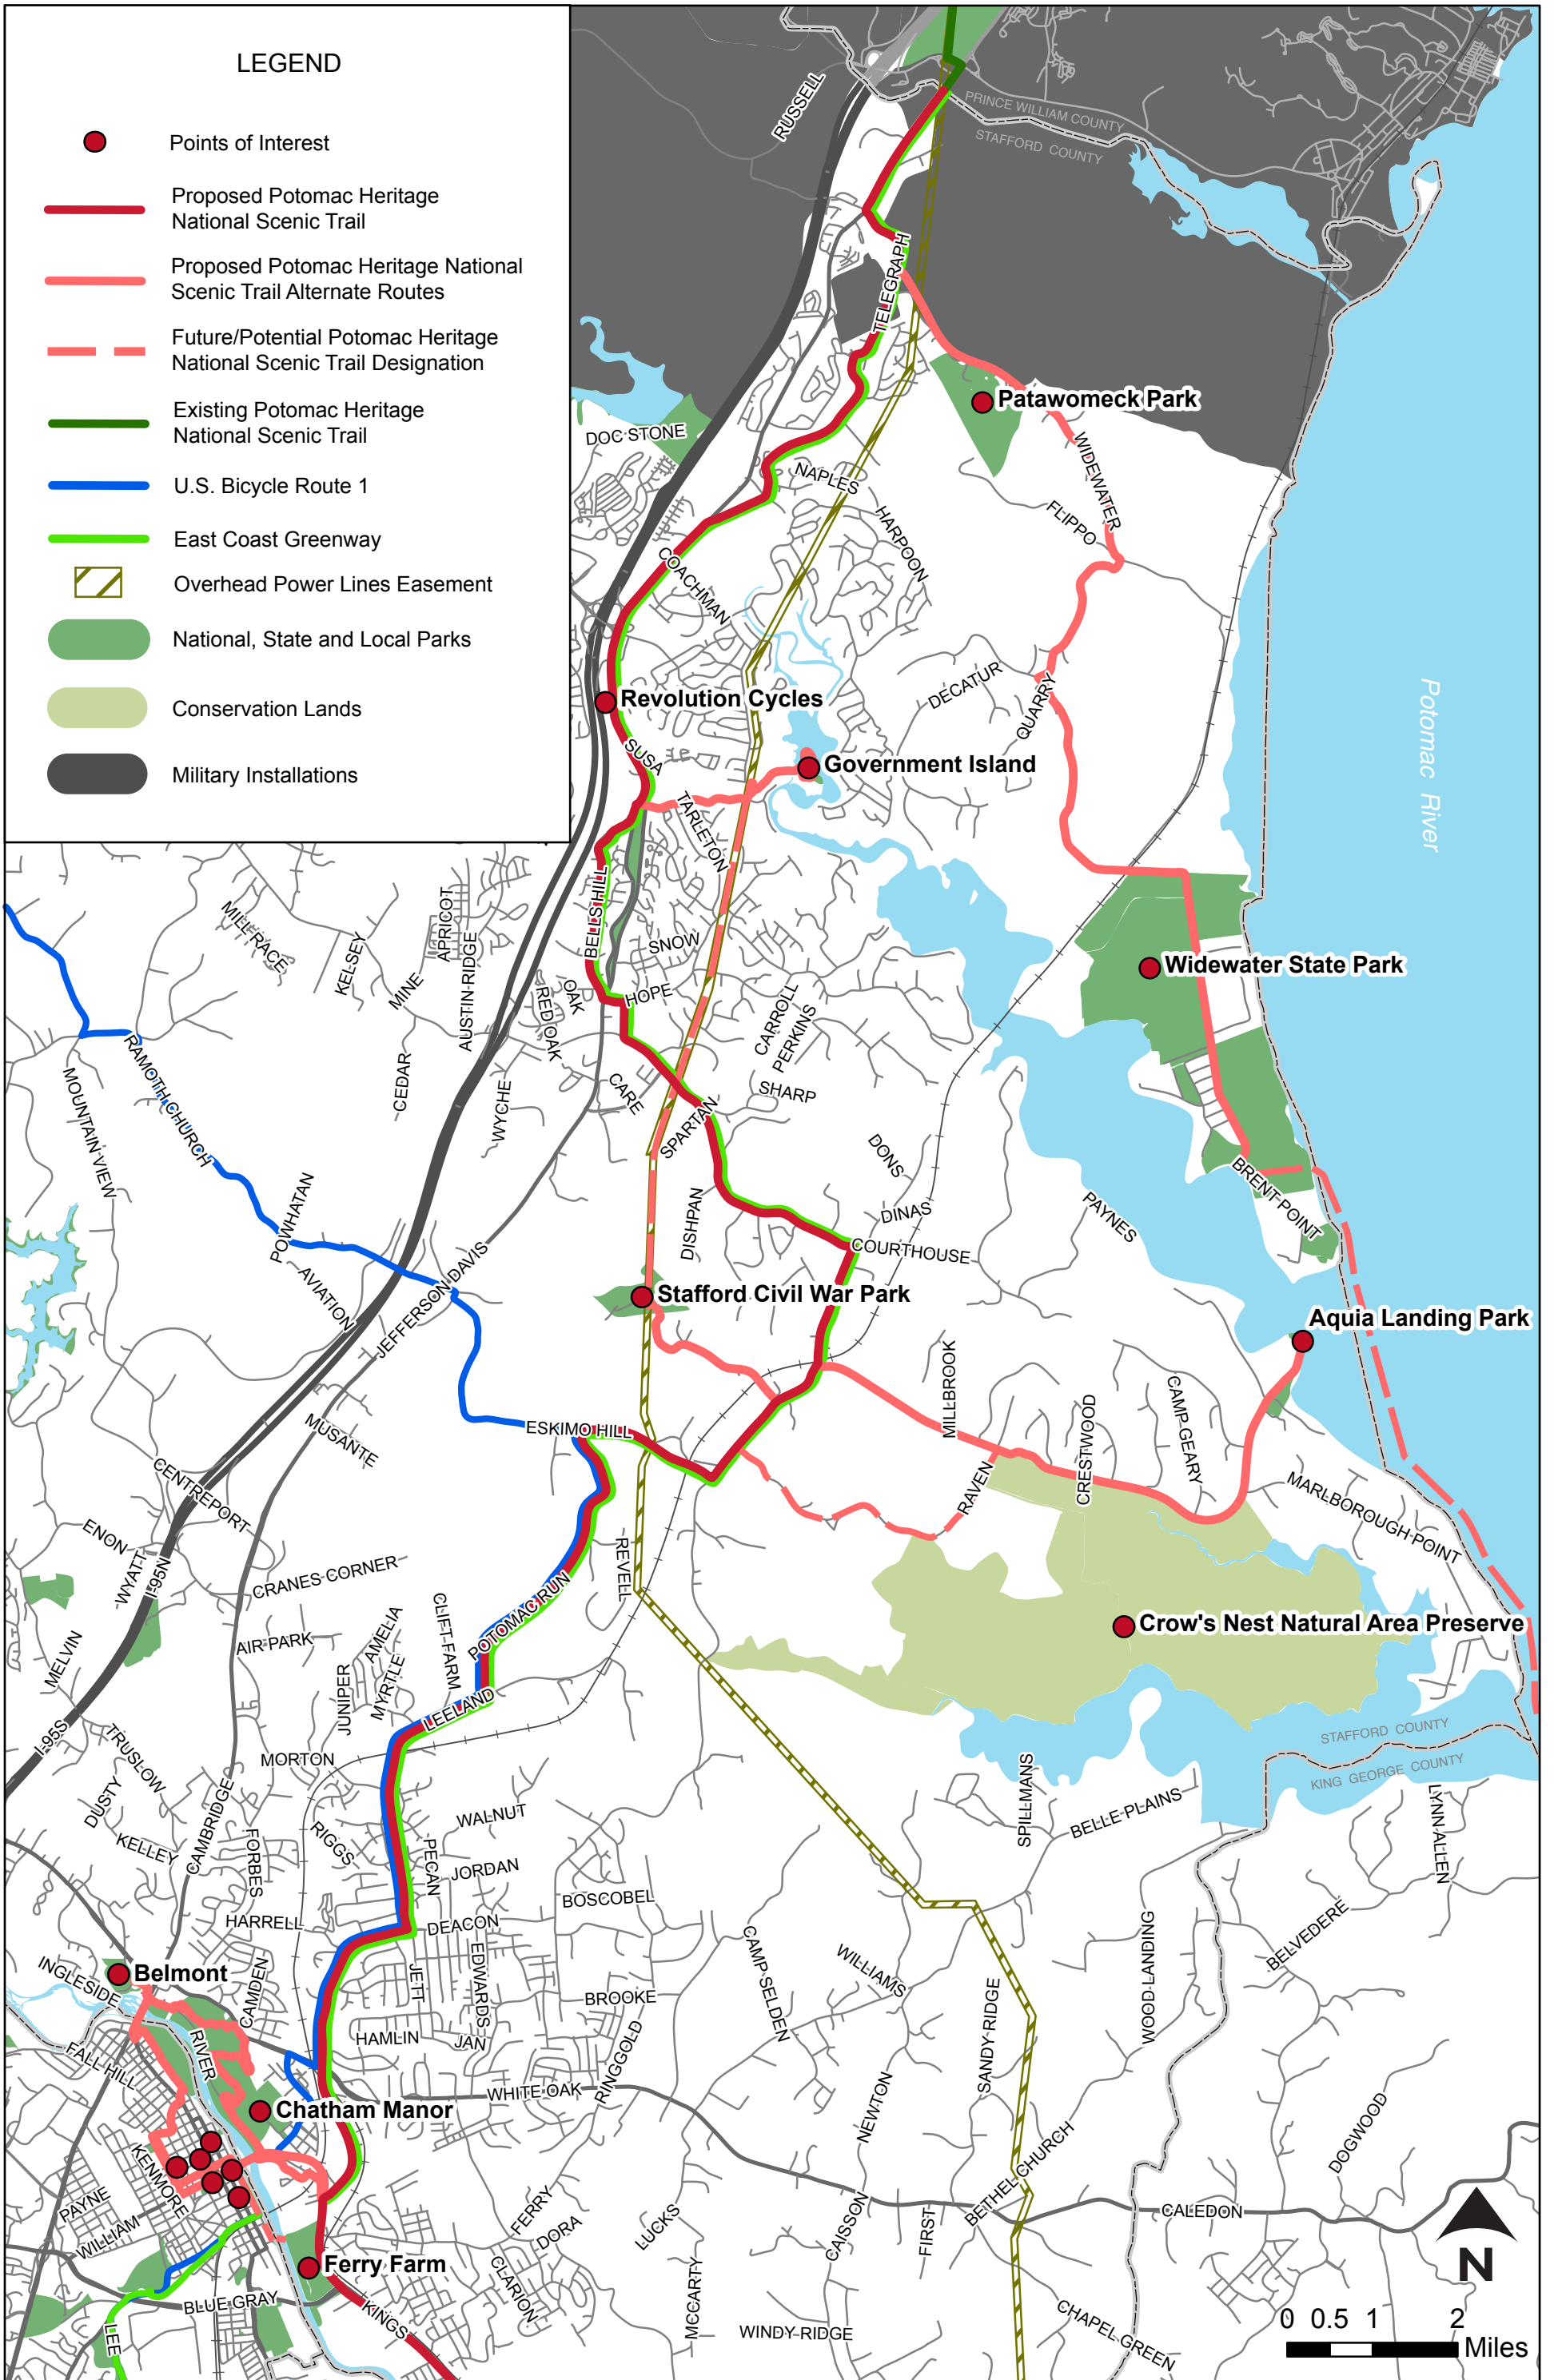 LEGEND
Points of Interest
Proposed Potomac Heritage
National Scenic Trail
Proposed Potomac Heritage National
Scenic Trail Alternate Routes
Future/Potential Potomac Heritage
National Scenic Trail Designation
Existing Potomac Heritage
National Scenic Trail
U.S. Bicycle Route 1
East Coast Greenway
Overhead Power Lines Easement
National, State and Local Parks
Conservation Lands
Military Installations
RUSSELL
PRINCE WILLIAM COUNTY
STAFFORD COUNTY
TELEGRAPH
Patawomeck Park
DOC STONE
WIDEWATER
NAPLES
FLIPPO
HARPOON
COACHMAN
DECATUR
QUARRY
Revolution Cycles
Potomac River
SUSA
Government Island
TARLETON
BELLS HILL
MILL RACE
KELSEY
APRICOT
MINE
AUSTIN RIDGE
SNOW
Widewater State Park
OAK
RED OAK
HOPE
CARROLL
PERKINS
RAMOTH CHURCH
MOUNTAIN VIEW
CEDAR
WYCHE
CARE
SHARP
SPARTAN
DONS
BRENT POINT
POWHATAN
DISHPAN
DINAS
PAYNES
COURTHOUSE
AVIATION
JEFFERSON DAVIS
Stafford Civil War Park
Aquia Landing Park
MILLBROOK
CAMP GEARY
CRESTWOOD
MUSANTE
ESKIMO HILL
CENTREPORT
RAVEN
MARLBOROUGH POINT
ENON
WYATT
I-95N
REVELL
CRANES CORNER
POTOMAC RUN
CLIFT FARM
AMELIA
AIR PARK
Crow's Nest Natural Area Preserve
MELVIN
JUNIPER
MYRTLE
LEELAND
I-95S
TRUSLOW
MORTON
STAFFORD COUNTY
KING GEORGE COUNTY
DUSTY
CAMBRIDGE
WALNUT
SPILLMANS
BELLE PLAINS
LYNN ALLEN
KELLEY
FORBES
RIGGS
PECAN
JORDAN
BOSCOBEL
HARRELL
DEACON
CAMP SELDEN
WOOD LANDING
BELVEDERE
Belmont
INGLESIDE
CAMDEN
JETT
EDWARDS
WILLIAMS
BROOKE
SANDY RIDGE
RIVER
HAMLIN
JAN
FALL HILL
RINGGOLD
WHITE OAK
Chatham Manor
NEWTON
DOGWOOD
KENMORE
BETHEL CHURCH
PAYNE
WILLIAM
FERRY
DORA
LUCKS
CAISSON
FIRST
CALEDON
N
Ferry Farm
CLARION
MCCARTY
BLUE GRAY
KINGS
LEE
WINDY RIDGE
CHAPEL GREEN
0 0.5 1 2
Miles